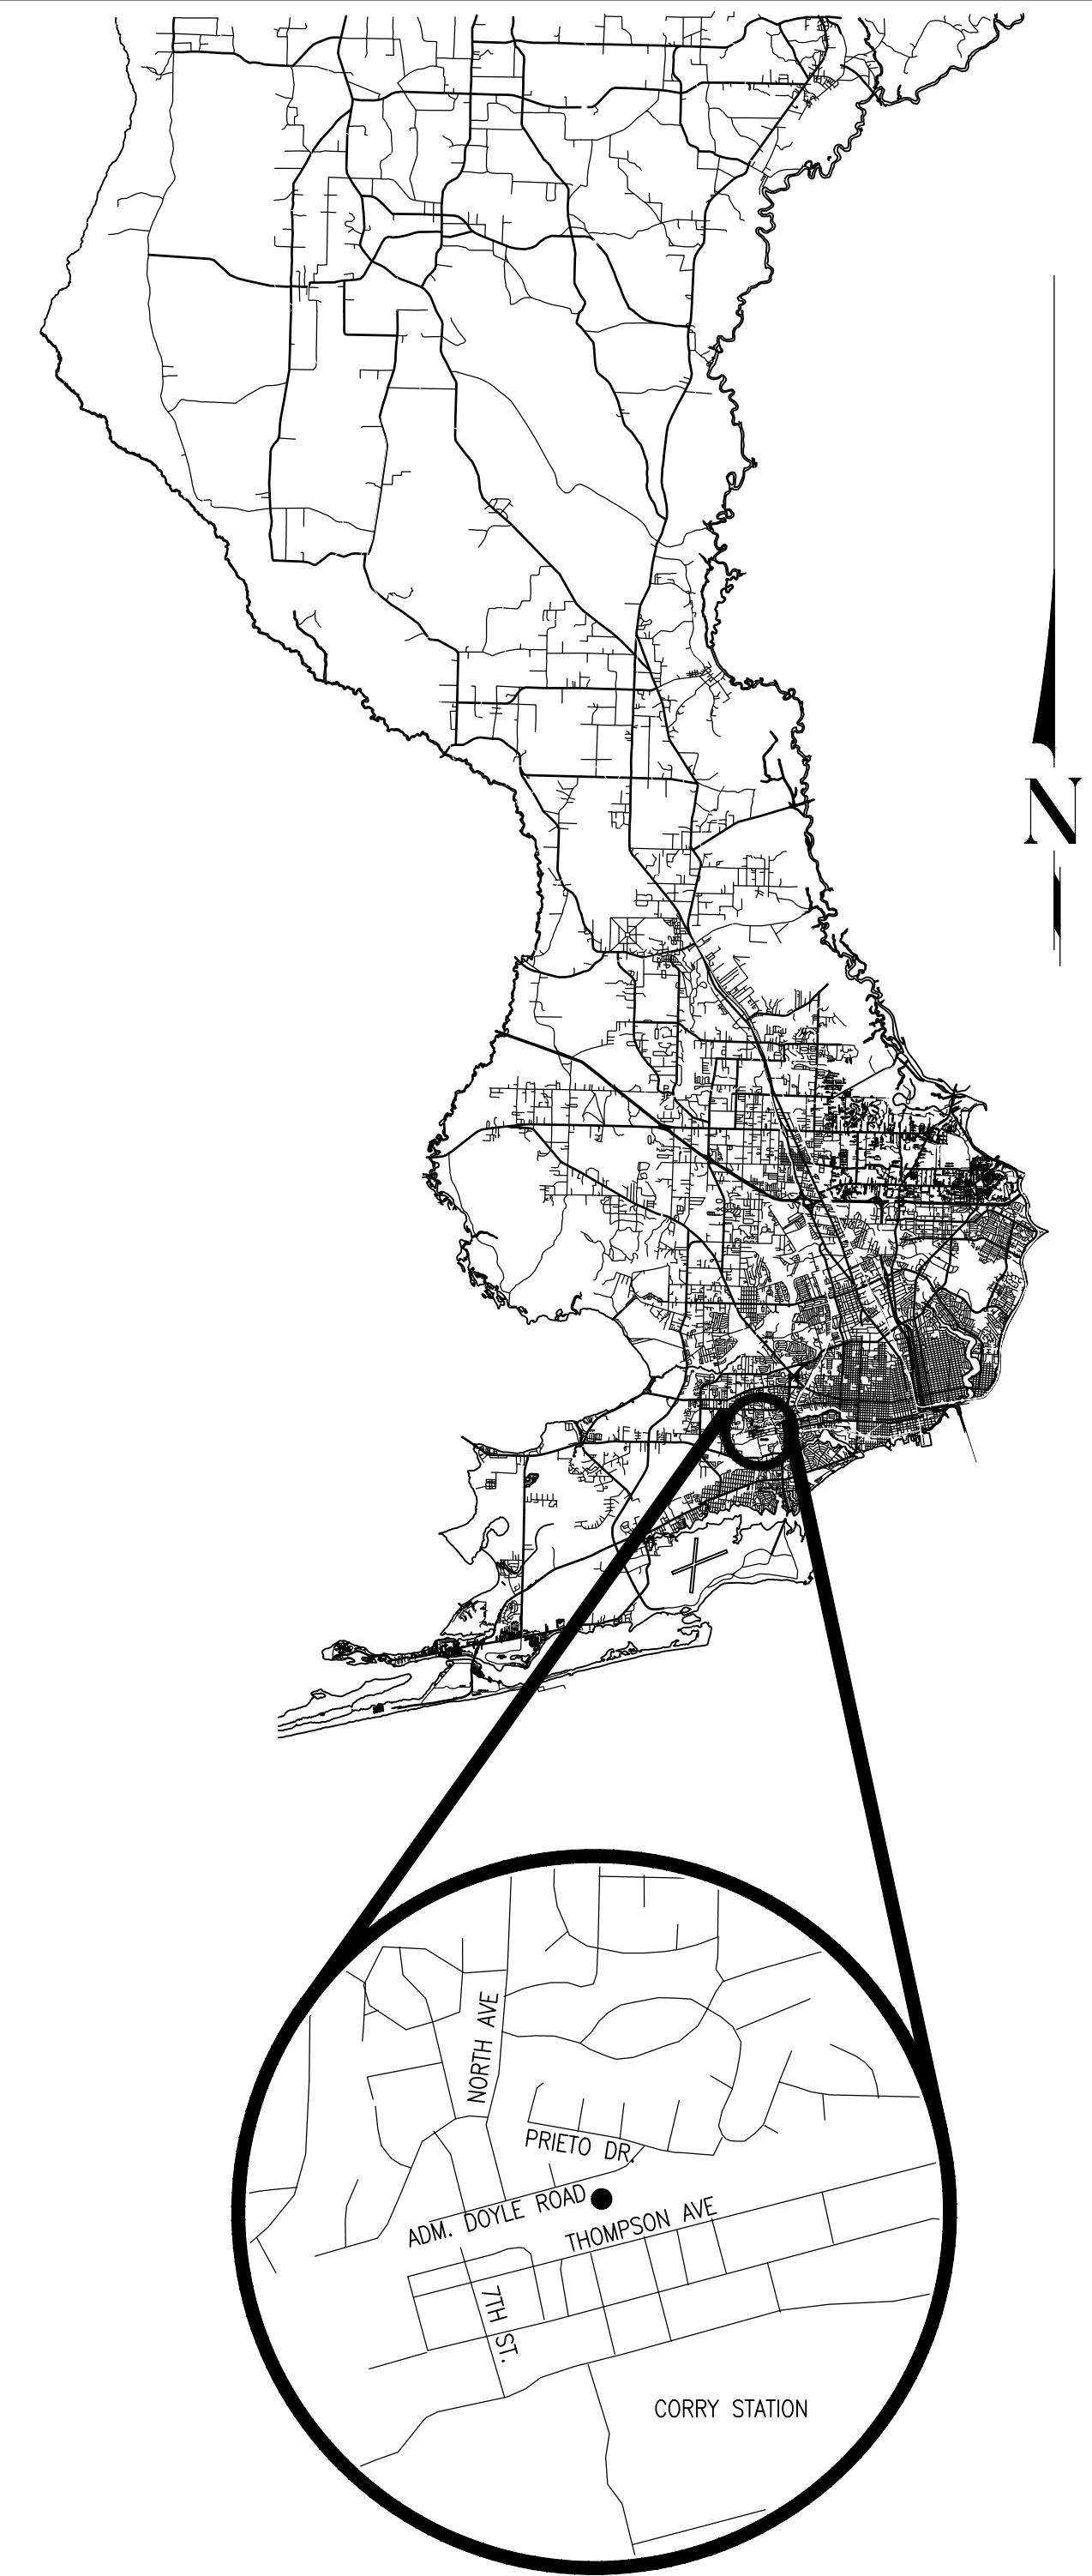 N
NORTH AVE
PRIETO DR.
ADM. DOYLE ROAD
THOMPSON AVE
7TH ST.
CORRY STATION